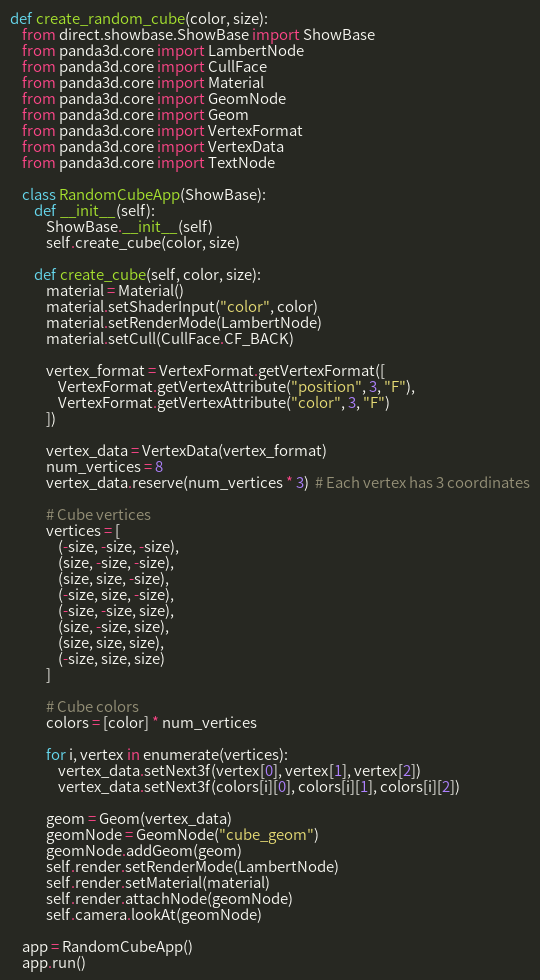 def create_random_cube(color, size):
    from direct.showbase.ShowBase import ShowBase
    from panda3d.core import LambertNode
    from panda3d.core import CullFace
    from panda3d.core import Material
    from panda3d.core import GeomNode
    from panda3d.core import Geom
    from panda3d.core import VertexFormat
    from panda3d.core import VertexData
    from panda3d.core import TextNode

    class RandomCubeApp(ShowBase):
        def __init__(self):
            ShowBase.__init__(self)
            self.create_cube(color, size)

        def create_cube(self, color, size):
            material = Material()
            material.setShaderInput("color", color)
            material.setRenderMode(LambertNode)
            material.setCull(CullFace.CF_BACK)

            vertex_format = VertexFormat.getVertexFormat([
                VertexFormat.getVertexAttribute("position", 3, "F"),
                VertexFormat.getVertexAttribute("color", 3, "F")
            ])

            vertex_data = VertexData(vertex_format)
            num_vertices = 8
            vertex_data.reserve(num_vertices * 3)  # Each vertex has 3 coordinates

            # Cube vertices
            vertices = [
                (-size, -size, -size),
                (size, -size, -size),
                (size, size, -size),
                (-size, size, -size),
                (-size, -size, size),
                (size, -size, size),
                (size, size, size),
                (-size, size, size)
            ]

            # Cube colors
            colors = [color] * num_vertices

            for i, vertex in enumerate(vertices):
                vertex_data.setNext3f(vertex[0], vertex[1], vertex[2])
                vertex_data.setNext3f(colors[i][0], colors[i][1], colors[i][2])

            geom = Geom(vertex_data)
            geomNode = GeomNode("cube_geom")
            geomNode.addGeom(geom)
            self.render.setRenderMode(LambertNode)
            self.render.setMaterial(material)
            self.render.attachNode(geomNode)
            self.camera.lookAt(geomNode)

    app = RandomCubeApp()
    app.run()